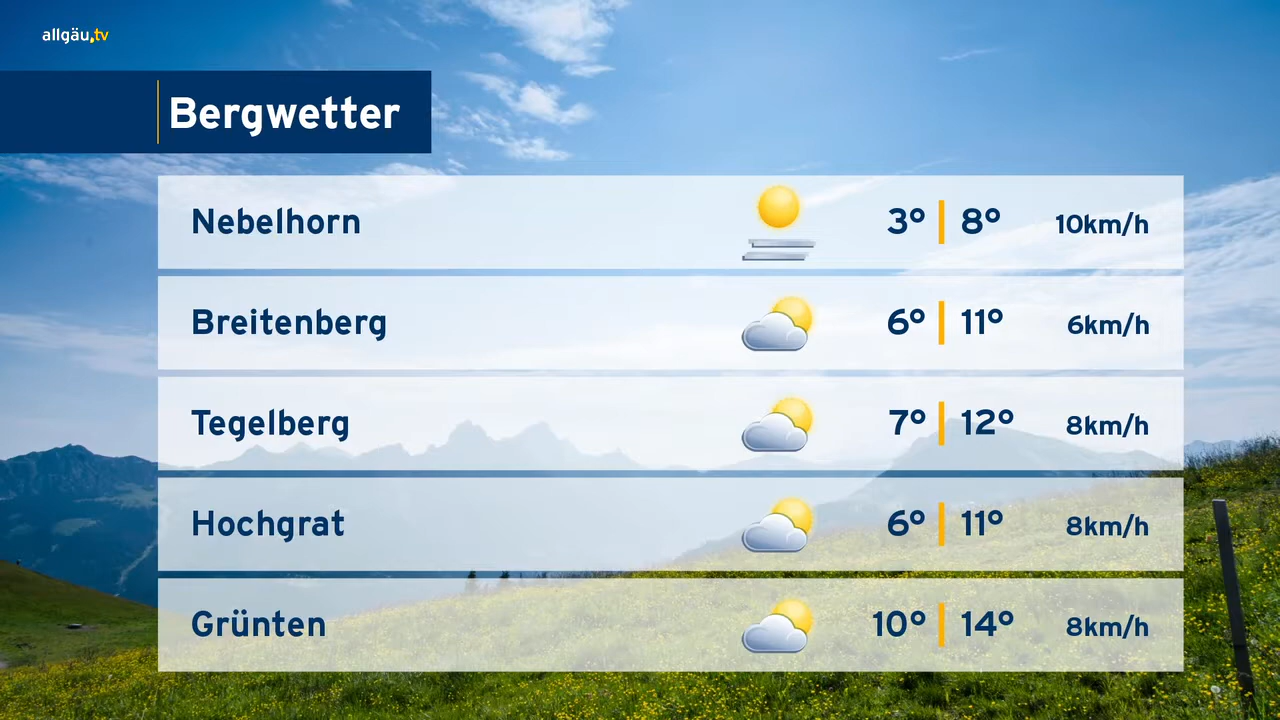 allgäu.tv
Bergwetter
Nebelhorn 3° | 8° 10km/h
Breitenberg 6° | 11° 6km/h
Tegelberg 7° | 12° 8km/h
Hochgrat 6° | 11° 8km/h
Grünten 10° | 14° 8km/h